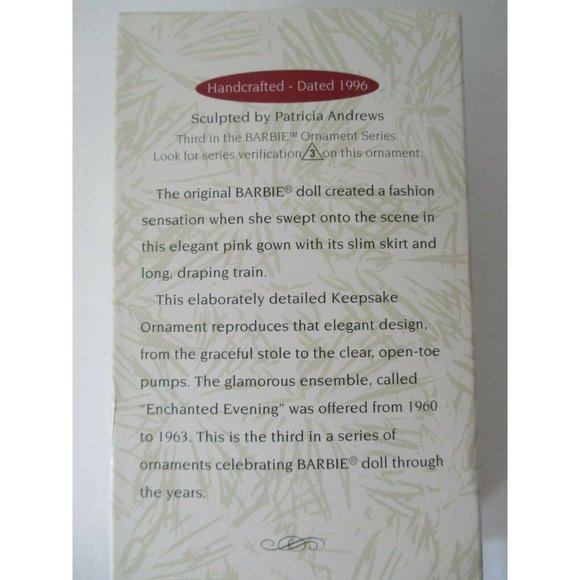 Handcrafted - Dated 1996
Sculpted by Patricia Andrews
Third in the BARBIE™ Ornament Series.
Look for series verification 3 on this ornament.
The original BARBIE® doll created a fashion
sensation when she swept onto the scene in
this elegant pink gown with its slim skirt and
long, draping train.
This elaborately detailed Keepsake
Ornament reproduces that elegant design,
from the graceful stole to the clear, open-toe
pumps. The glamorous ensemble, called
"Enchanted Evening" was offered from 1960
to 1963. This is the third in a series of
ornaments celebrating BARBIE® doll through
the years.